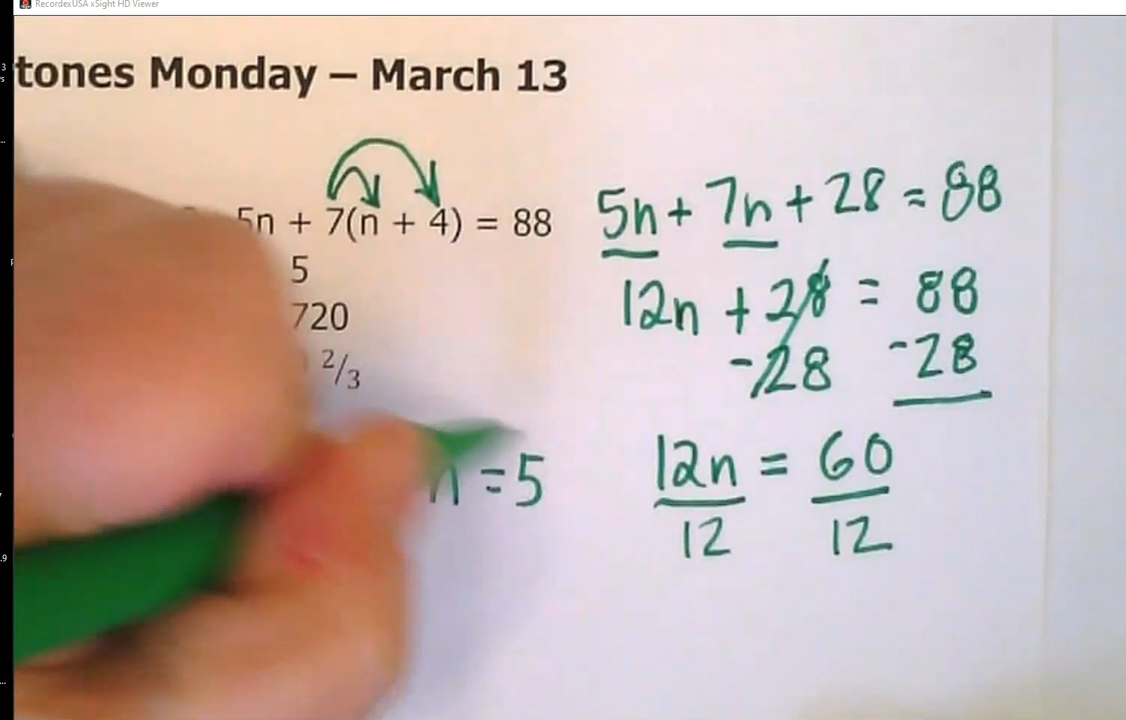 RecordexUSA xSight HD Viewer
tones Monday – March 13
5n + 7(n + 4) = 88
5
720
2/3
n = 5
5n + 7n + 28 = 88
12n + 28 = 88
-28 -28
12n = 60
12 12